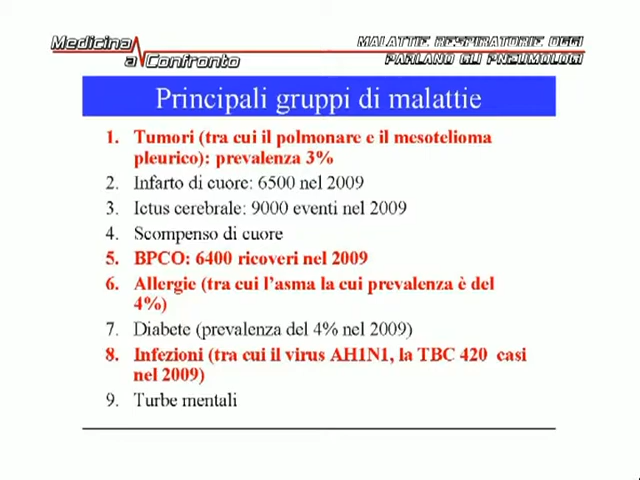 Medicina
a Confronto
MALATTIE RESPIRATORIE OGGI
PARLANO GLI PNEUMOLOGI
Principali gruppi di malattie
1. Tumori (tra cui il polmonare e il mesotelioma
pleurico): prevalenza 3%
2. Infarto di cuore: 6500 nel 2009
3. Ictus cerebrale: 9000 eventi nel 2009
4. Scompenso di cuore
5. BPCO: 6400 ricoveri nel 2009
6. Allergie (tra cui l'asma la cui prevalenza è del
4%)
7. Diabete (prevalenza del 4% nel 2009)
8. Infezioni (tra cui il virus AH1N1, la TBC 420 casi
nel 2009)
9. Turbe mentali